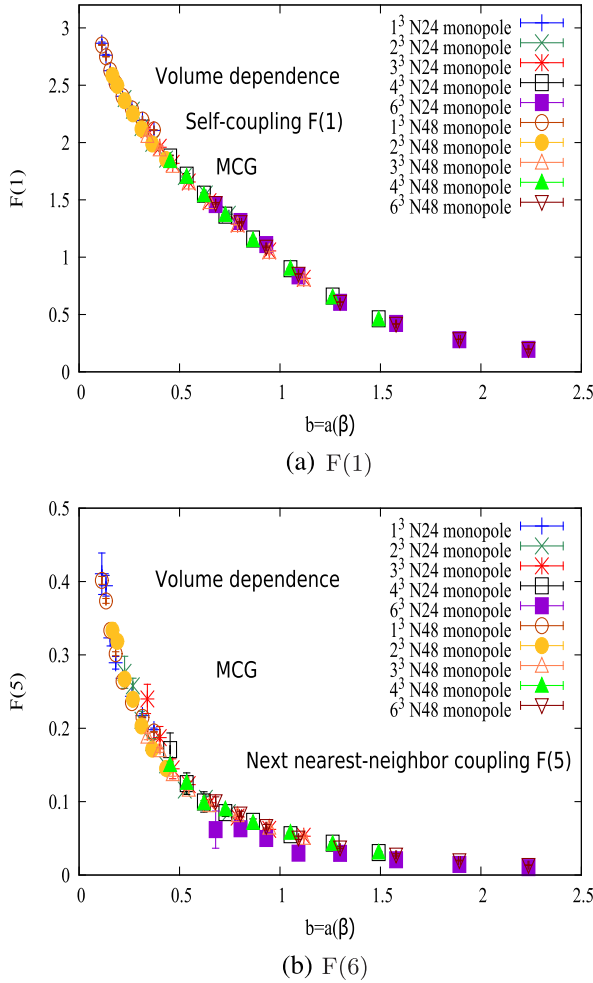 3
2.5
2
1.5
1
0.5
0
F(1)
0 0.5 1 1.5 2 2.5
b=a(β)
Volume dependence
Self-coupling F(1)
MCG
1³ N24 monopole
2³ N24 monopole
3³ N24 monopole
4³ N24 monopole
6³ N24 monopole
1³ N48 monopole
2³ N48 monopole
3³ N48 monopole
4³ N48 monopole
6³ N48 monopole
(a) F(1)
0.5
0.4
0.3
0.2
0.1
0
F(5)
0 0.5 1 1.5 2 2.5
b=a(β)
Volume dependence
MCG
Next nearest-neighbor coupling F(5)
1³ N24 monopole
2³ N24 monopole
3³ N24 monopole
4³ N24 monopole
6³ N24 monopole
1³ N48 monopole
2³ N48 monopole
3³ N48 monopole
4³ N48 monopole
6³ N48 monopole
(b) F(6)